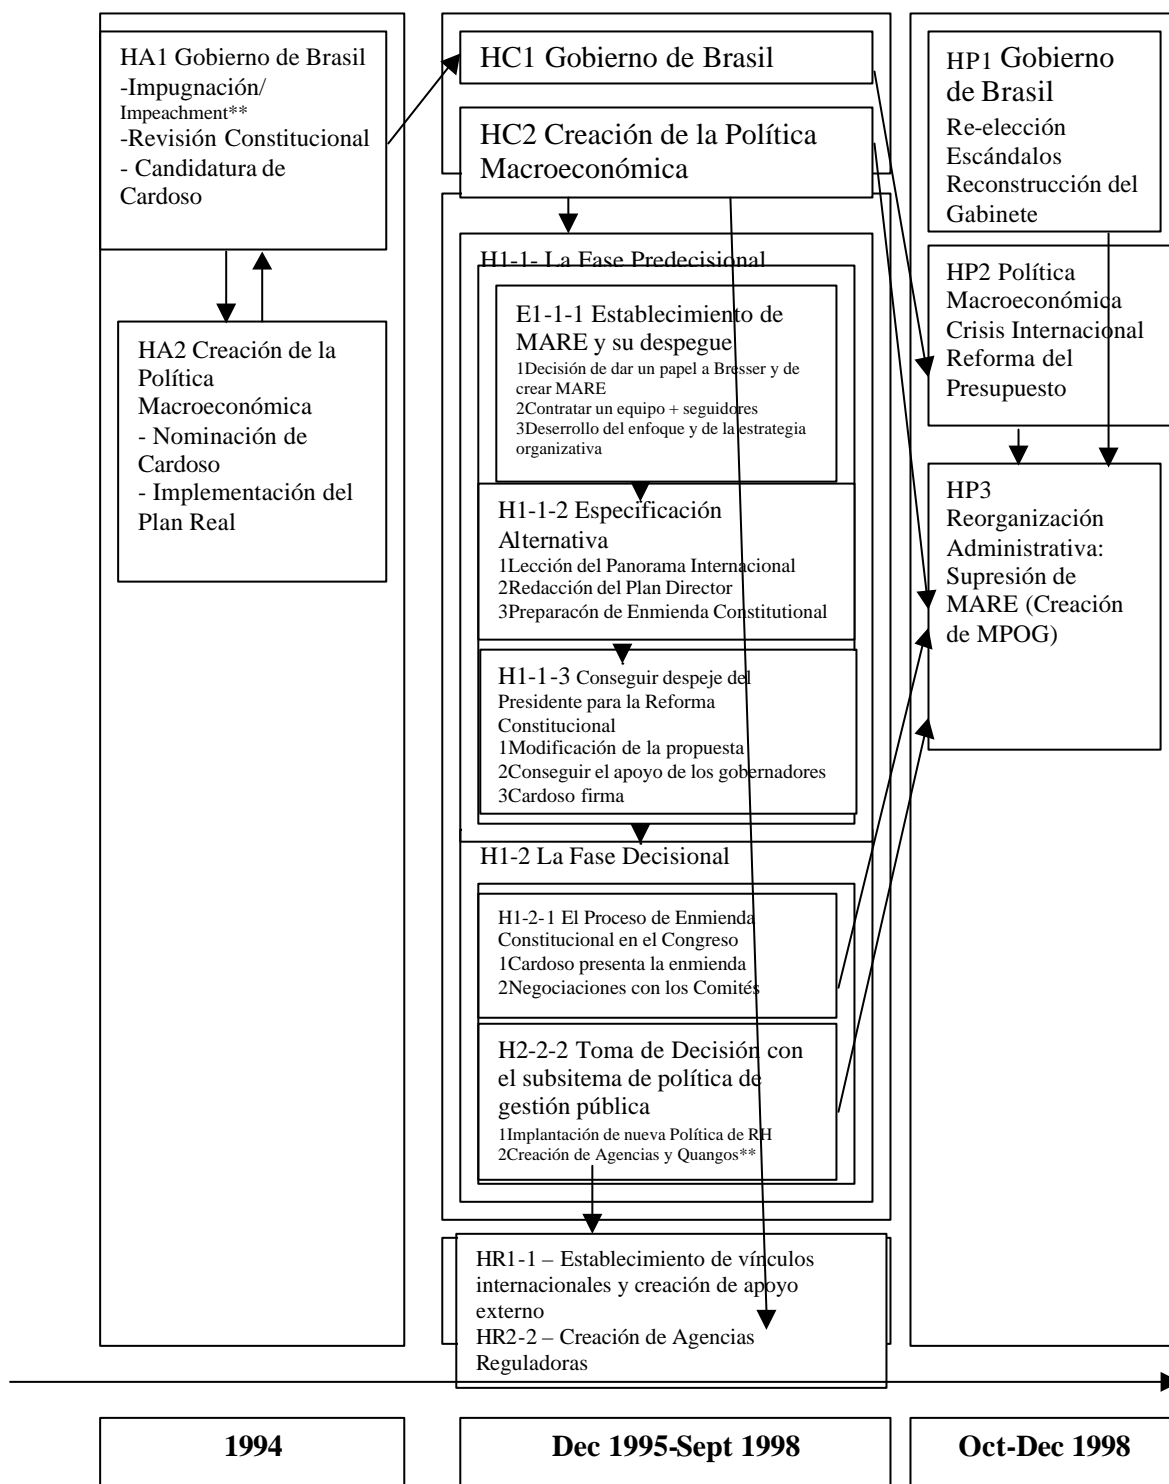 HA1 Gobierno de Brasil
-Impugnación/
Impeachment**
-Revisión Constitucional
- Candidatura de
Cardoso
HA2 Creación de la
Política
Macroeconómica
- Nominación de
Cardoso
- Implementación del
Plan Real
HC1 Gobierno de Brasil
HC2 Creación de la Política
Macroeconómica
H1-1- La Fase Predecisional
E1-1-1 Establecimiento de
MARE y su despegue
1Decisión de dar un papel a Bresser y de
crear MARE
2Contratar un equipo + seguidores
3Deserrollo del enfoque y de la estrategia
organizativa
H1-1-2 Especificación
Alternativa
1Lección del Panorama Internacional
2Redacción del Plan Director
3Preparacón de Enmienda Constitutional
H1-1-3 Conseguir despeje del
Presidente para la Reforma
Constitucional
1Modificación de la propuesta
2Conseguir el apoyo de los gobernadores
3Cardoso firma
H1-2 La Fase Decisional
H1-2-1 El Proceso de Enmienda
Constitucional en el Congreso
1Cardoso presenta la enmienda
2Negociaciones con los Comités
H2-2-2 Toma de Decisión con
el subsitema de política de
gestión pública
1Implantación de nueva Política de RH
2Creación de Agencias y Quangos**
HR1-1 – Establecimiento de vínculos
internacionales y creación de apoyo
externo
HR2-2 – Creación de Agencias
Reguladoras
HP1 Gobierno
de Brasil
Re-elección
Escándalos
Reconstrucción del
Gabinete
HP2 Política
Macroeconómica
Crisis Internacional
Reforma del
Presupuesto
HP3
Reorganización
Administrativa:
Supresión de
MARE (Creación
de MPOG)
1994
Dec 1995-Sept 1998
Oct-Dec 1998